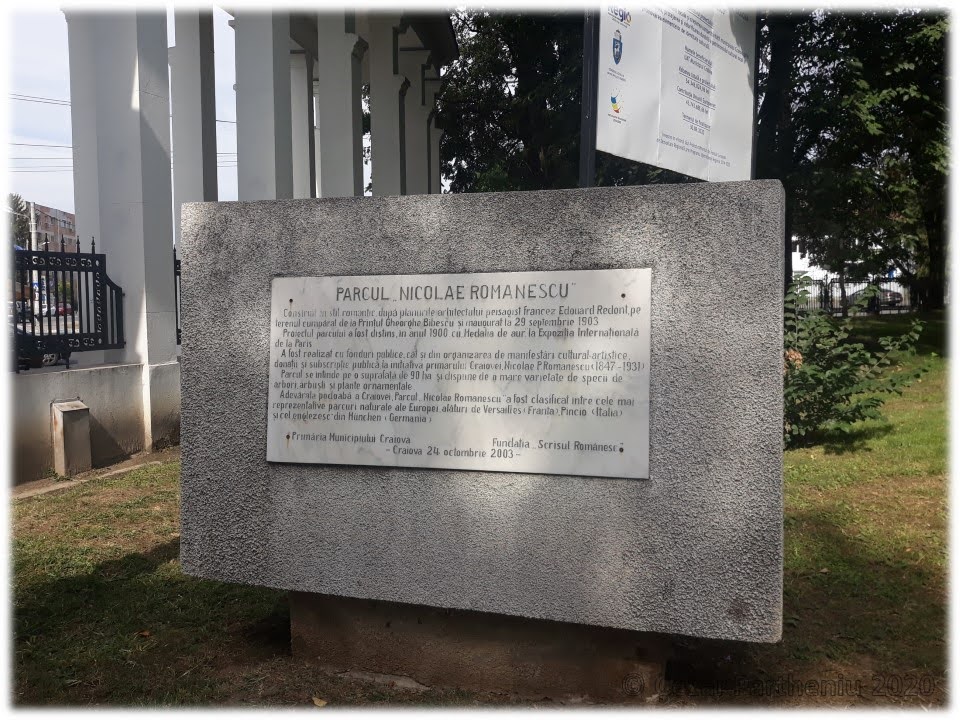 Regio
PARCUL „NICOLAE ROMANESCU"
Construit în stil romantic, după planurile arhitectului peisagist francez Edouard Redont, pe
terenul cumpărat de la Prinţul Gheorghe Bibescu şi inaugurat la 29 septembrie 1903.
Proiectul parcului a fost distins, în anul 1900 cu Medalia de aur la Expoziţia Internaţională
de la Paris
A fost realizat cu fonduri publice, cât şi din organizarea de manifestări cultural-artistice,
donaţii şi subscripţie publică la iniţiativa primarului Craiovei, Nicolae P. Romanescu (1847-1931)
Parcul se întinde pe o suprafaţă de 90 ha şi dispune de o mare varietate de specii de
arbori, arbuşti şi plante ornamentale.
Adevărată podoabă a Craiovei, Parcul „Nicolae Romanescu" a fost clasificat între cele mai
reprezentative parcuri naturale ale Europei, alături de Versailles (Franţa), Pincio (Italia)
şi cel englezesc din München (Germania)
Primăria Municipiului Craiova Fundaţia „Scrisul Românesc"
- Craiova 24 octombrie 2003 -
2020